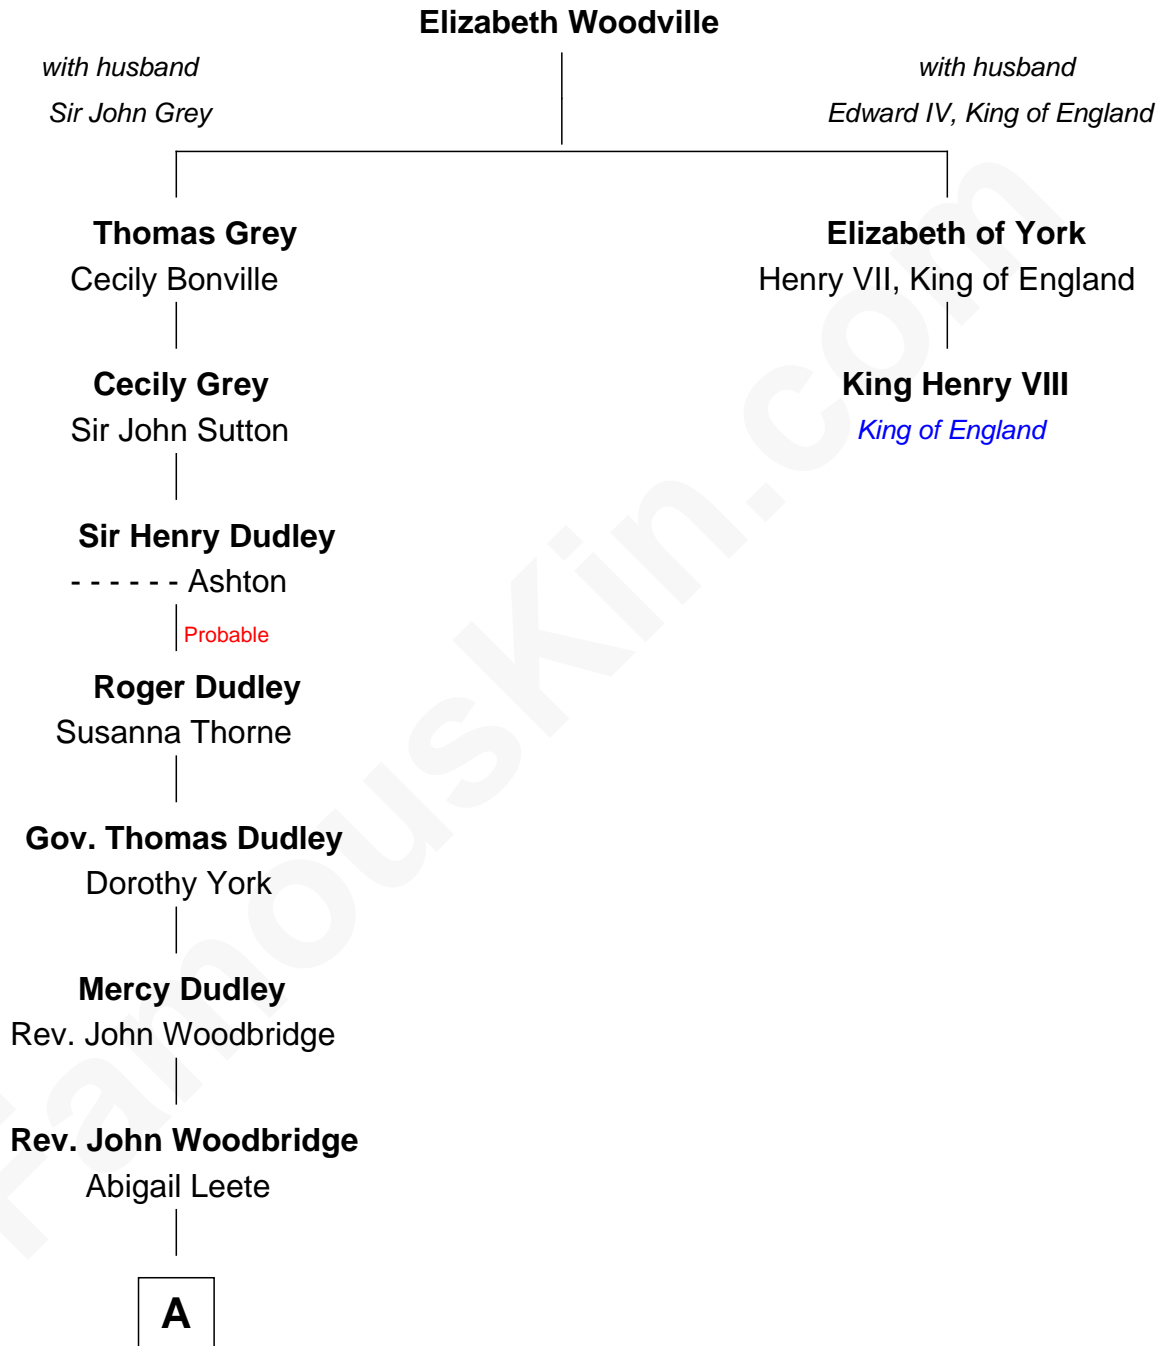 Elizabeth Woodville
with husband
Sir John Grey
with husband
Edward IV, King of England
Thomas Grey
Cecily Bonville
Elizabeth of York
Henry VII, King of England
Cecily Grey
Sir John Sutton
King Henry VIII
King of England
Sir Henry Dudley
- - - - - - Ashton
Probable
Roger Dudley
Susanna Thorne
Gov. Thomas Dudley
Dorothy York
Mercy Dudley
Rev. John Woodbridge
Rev. John Woodbridge
Abigail Leete
A
FamousKin.com